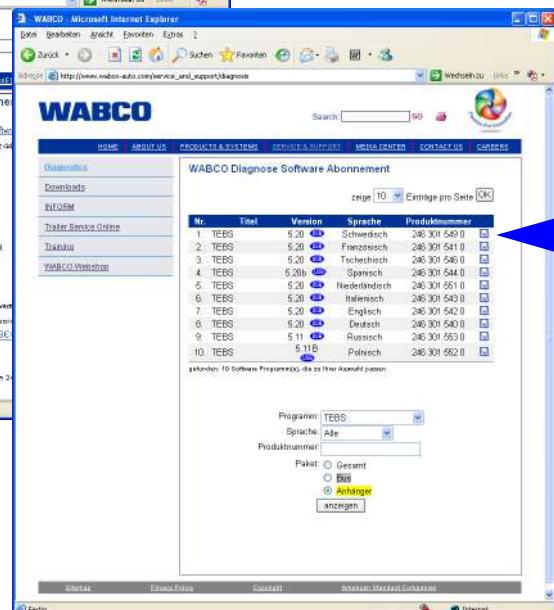 WABCO - Microsoft Internet Explorer
Datei Bearbeiten Ansicht Favoriten Extras ?
Zurück Suchen Favoriten
Adresse http://www.wabco-auto.com/service_and_support/diagnosis Wechseln zu Links »
WABCO
Search: GO
HOME ABOUT US PRODUCTS & SYSTEMS SERVICE & SUPPORT MEDIA CENTER CONTACT US CAREERS
Diagnostics
Downloads
INFORM
Trailer Service Online
Training
WABCO Webshop
WABCO Diagnose Software Abonnement
zeige 10 Einträge pro Seite OK
Nr. Titel Version Sprache Produktnummer
1. TEBS 5.20 Schwedisch 246 301 549 0
2. TEBS 5.20 Französisch 246 301 541 0
3. TEBS 5.20 Tschechisch 246 301 546 0
4. TEBS 5.20b Spanisch 246 301 544 0
5. TEBS 5.20 Niederländisch 246 301 551 0
6. TEBS 5.20 Italienisch 246 301 543 0
7. TEBS 5.20 Englisch 246 301 542 0
8. TEBS 5.20 Deutsch 246 301 540 0
9. TEBS 5.11 Russisch 246 301 553 0
10. TEBS 5.11B Polnisch 246 301 552 0
gefunden: 10 Software Programm(e), die zu Ihrer Auswahl passen
Programm: TEBS
Sprache: Alle
Produktnummer:
Paket: Gesamt
Bus
Anhänger
anzeigen
Sitemap Privacy Policy Copyright American Standard Companies
Fertig Internet